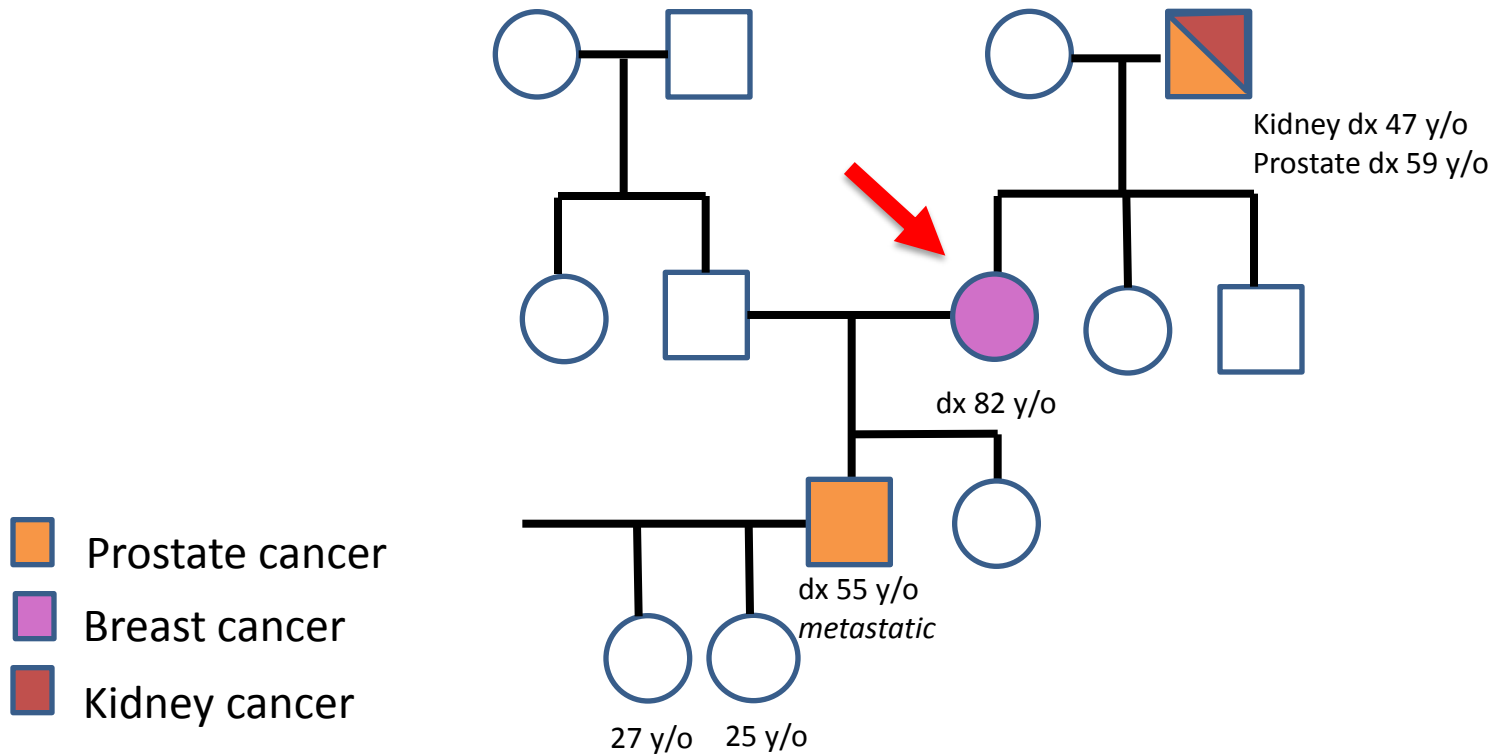 Kidney dx 47 y/o
Prostate dx 59 y/o
dx 82 y/o
Prostate cancer
Breast cancer
Kidney cancer
dx 55 y/o
metastatic
27 y/o
25 y/o